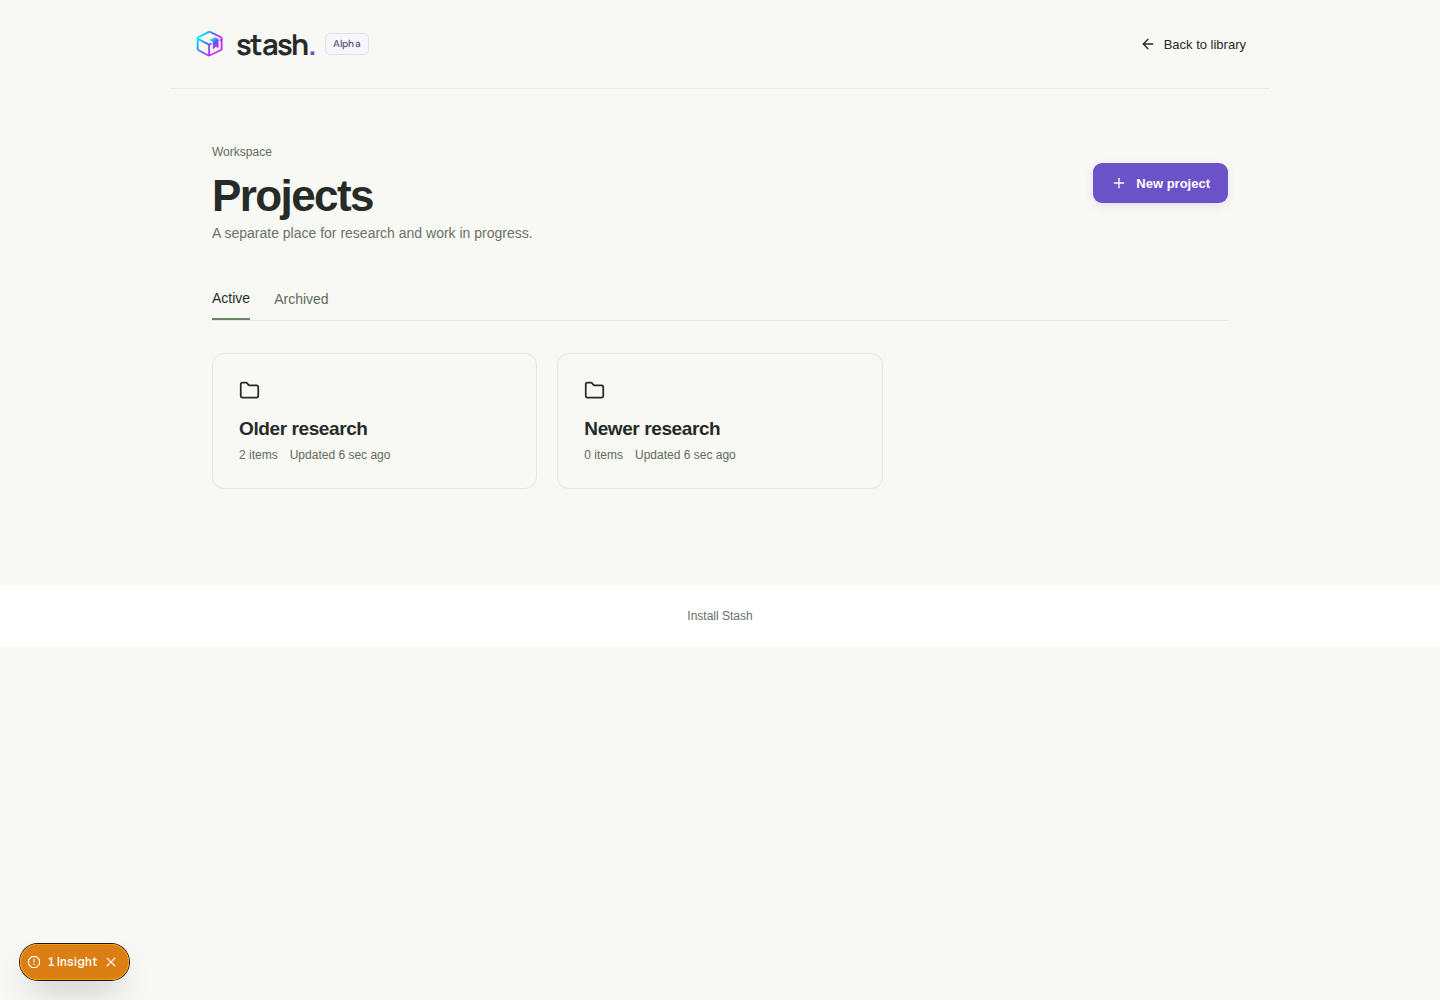 stash. Alpha
Back to library
Workspace
Projects
New project
A separate place for research and work in progress.
Active Archived
Older research
2 items Updated 6 sec ago
Newer research
0 items Updated 6 sec ago
Install Stash
1 Insight